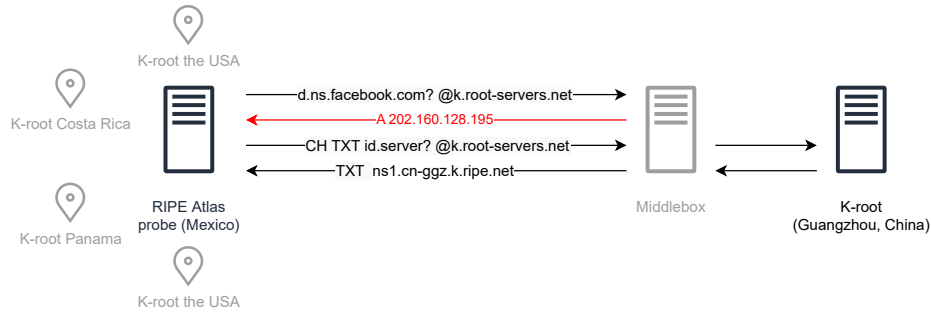 K-root the USA
K-root Costa Rica
d.ns.facebook.com? @k.root-servers.net
A 202.160.128.195
CH TXT id.server? @k.root-servers.net
TXT  ns1.cn-ggz.k.ripe.net
RIPE Atlas
probe (Mexico)
Middlebox
K-root
(Guangzhou, China)
K-root Panama
K-root the USA